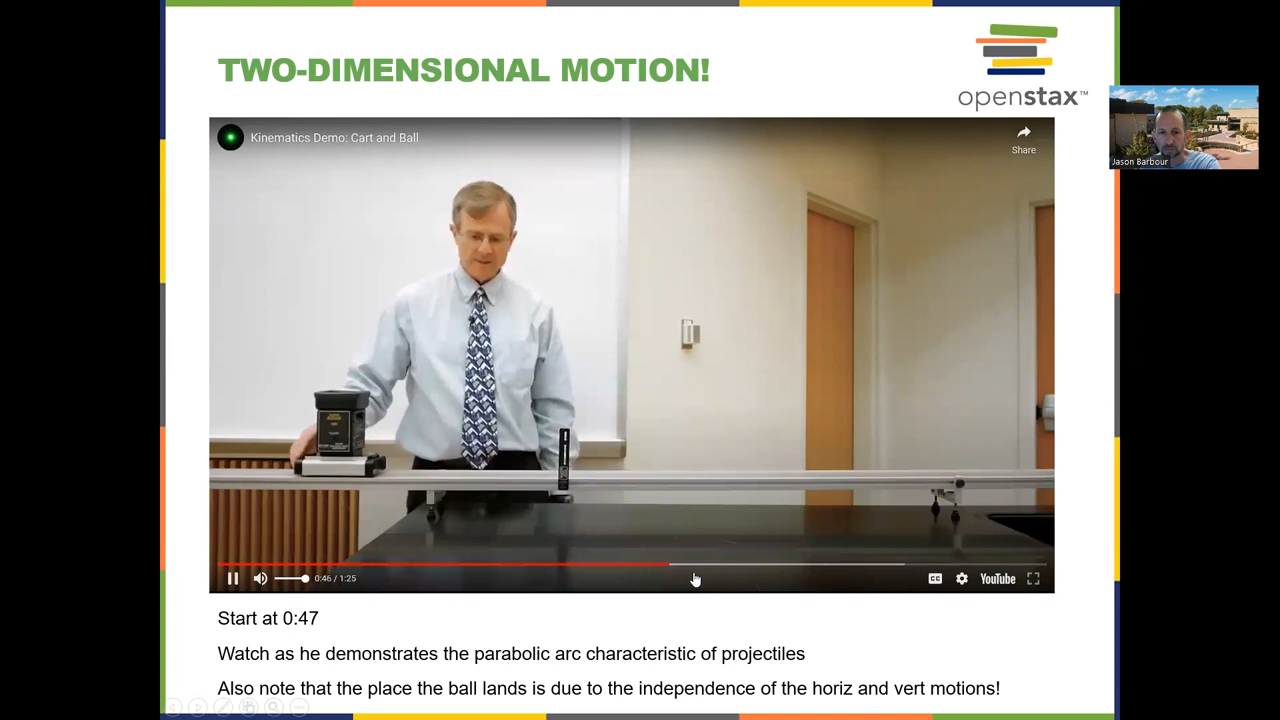 TWO-DIMENSIONAL MOTION!
openstax™
Kinematics Demo: Cart and Ball
Share
Jason Barbour
0:46 / 1:25
CC
YouTube
Start at 0:47
Watch as he demonstrates the parabolic arc characteristic of projectiles
Also note that the place the ball lands is due to the independence of the horiz and vert motions!